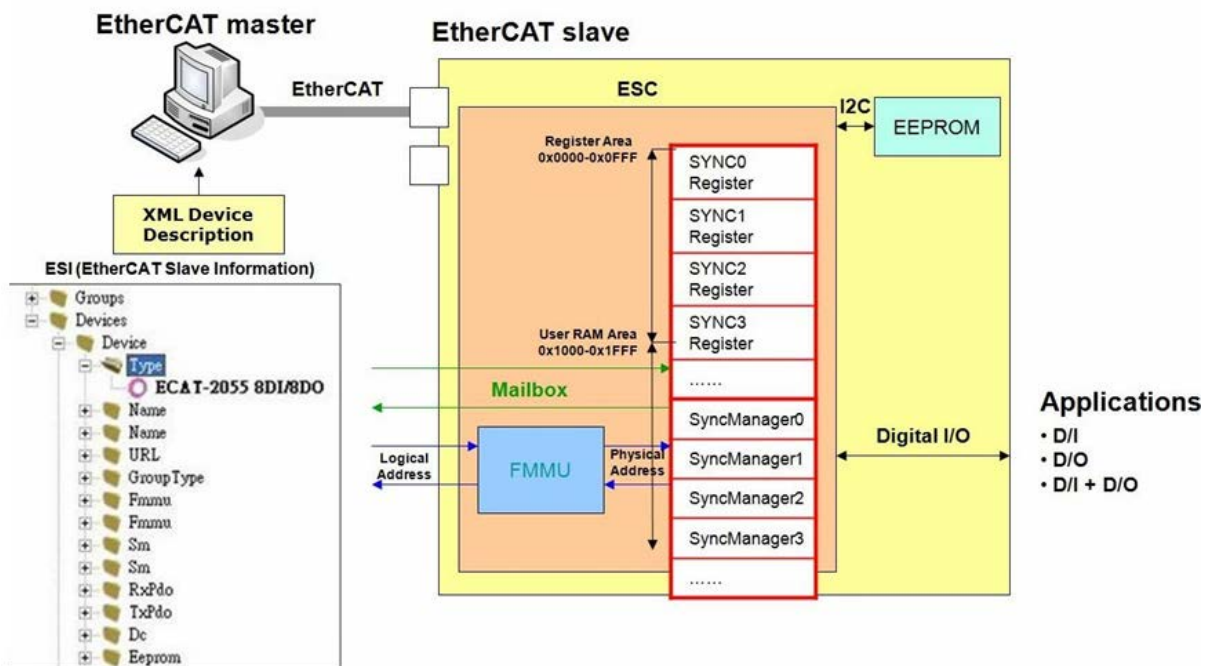 EtherCAT master
EtherCAT slave
EtherCAT
ESC
I2C
EEPROM
Register Area
0x0000-0x0FFF
SYNC0
Register
SYNC1
Register
SYNC2
Register
SYNC3
Register
......
User RAM Area
0x1000-0x1FFF
XML Device
Description
ESI (EtherCAT Slave Information)
Groups
Devices
Device
Type
ECAT-2055 8DI/8DO
Name
Name
URL
GroupType
Fmmu
Fmmu
Sm
Sm
RxPdo
TxPdo
Dc
Eeprom
Mailbox
Logical
Address
FMMU
Physical
Address
SyncManager0
SyncManager1
SyncManager2
SyncManager3
......
Digital I/O
Applications
• D/I
• D/O
• D/I + D/O